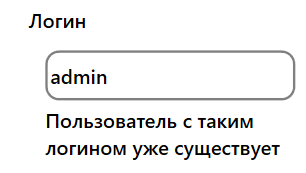 Логин
admin
Пользователь с таким
логином уже существует